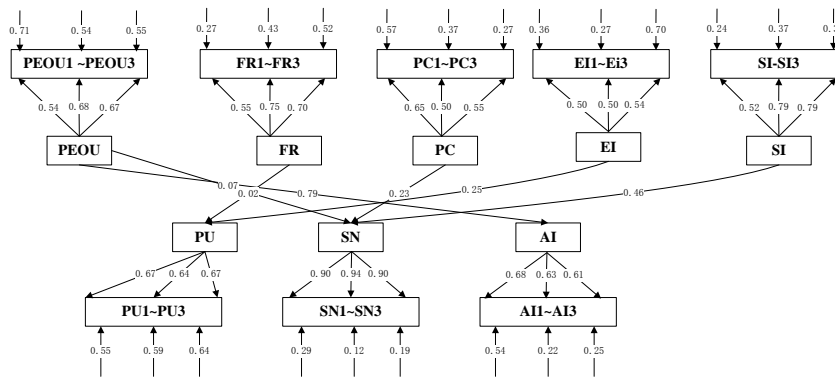 0.71 0.54 0.55 0.27 0.43 0.52 0.57 0.37 0.27 0.36 0.27 0.70 0.24 0.37
PEOU1 ~PEOU3 FR1~FR3 PC1~PC3 EI1~Ei3 SI-SI3
0.54 0.68 0.67 0.55 0.75 0.70 0.65 0.50 0.55 0.50 0.50 0.54 0.52 0.79 0.79
PEOU FR PC EI SI
0.07 0.02 0.79 0.23 0.25 0.46
PU SN AI
0.67 0.64 0.67 0.90 0.94 0.90 0.68 0.63 0.61
PU1~PU3 SN1~SN3 AI1~AI3
0.55 0.59 0.64 0.29 0.12 0.19 0.54 0.22 0.25